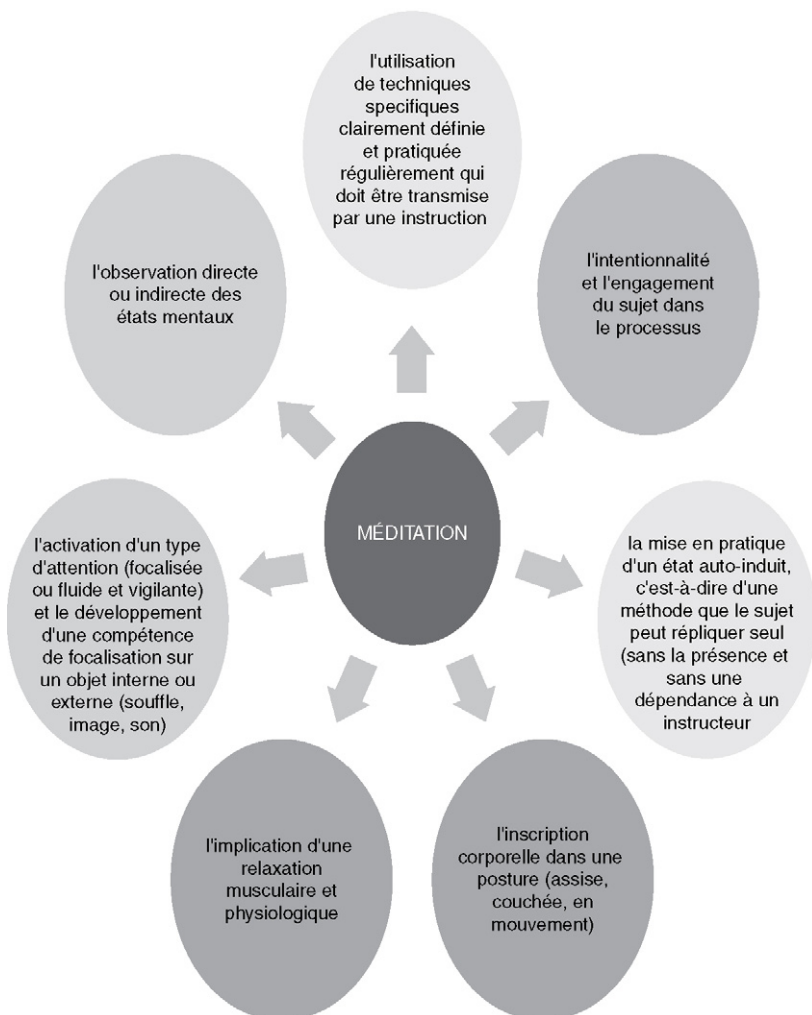 l'utilisation
de techniques
specifiques
clairement définie
et pratiquée
régulièrement qui
doit être transmise
par une instruction
l'intentionnalité
et l'engagement
du sujet dans
le processus
la mise en pratique
d'un état auto-induit,
c'est-à-dire d'une
méthode que le sujet
peut répliquer seul
(sans la présence et
sans une
dépendance à un
instructeur
l'inscription
corporelle dans une
posture (assise,
couchée, en
mouvement)
l'implication d'une
relaxation
musculaire et
physiologique
l'activation d'un type
d'attention (focalisée
ou fluide et vigilante)
et le développement
d'une compétence
de focalisation sur
un objet interne ou
externe (souffle,
image, son)
l'observation directe
ou indirecte des
états mentaux
MÉDITATION